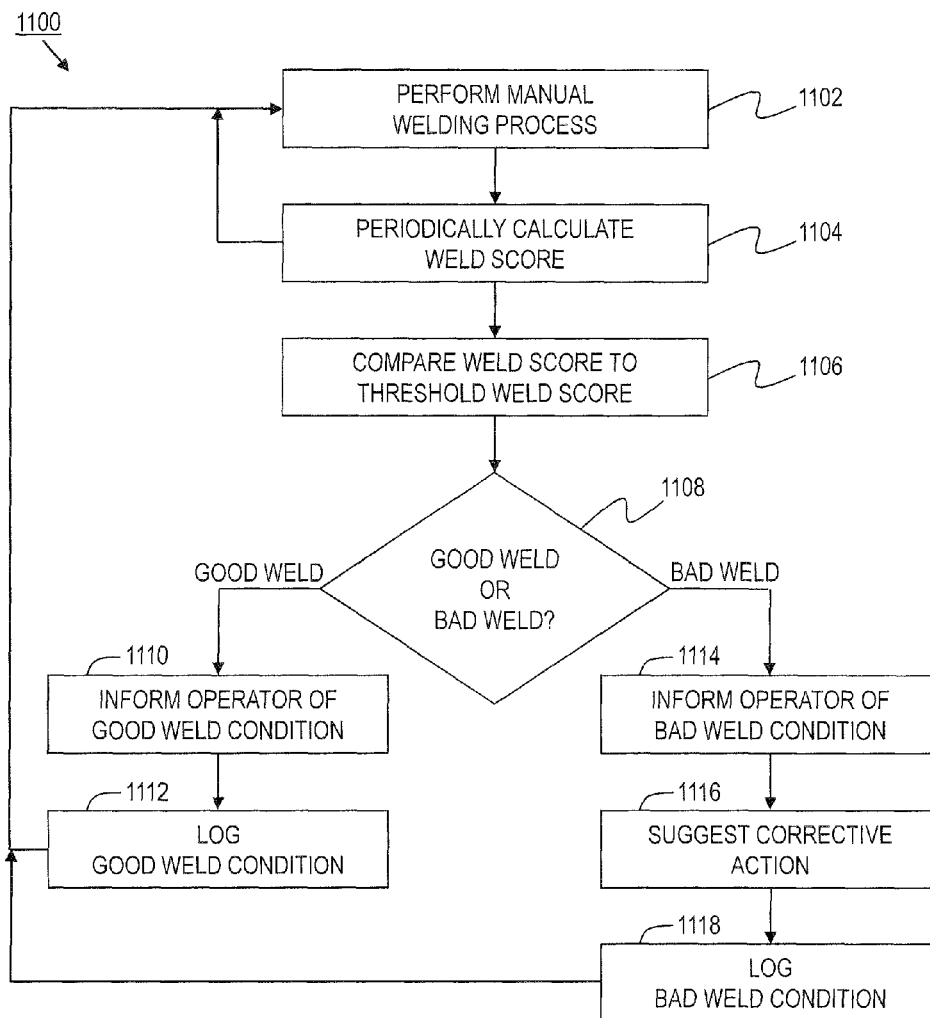 1100
PERFORM MANUAL
WELDING PROCESS
1102
PERIODICALLY CALCULATE
WELD SCORE
1104
COMPARE WELD SCORE TO
THRESHOLD WELD SCORE
1106
1108
GOOD WELD
OR
BAD WELD?
GOOD WELD
BAD WELD
1110
INFORM OPERATOR OF
GOOD WELD CONDITION
1112
LOG
GOOD WELD CONDITION
1114
INFORM OPERATOR OF
BAD WELD CONDITION
1116
SUGGEST CORRECTIVE
ACTION
1118
LOG
BAD WELD CONDITION